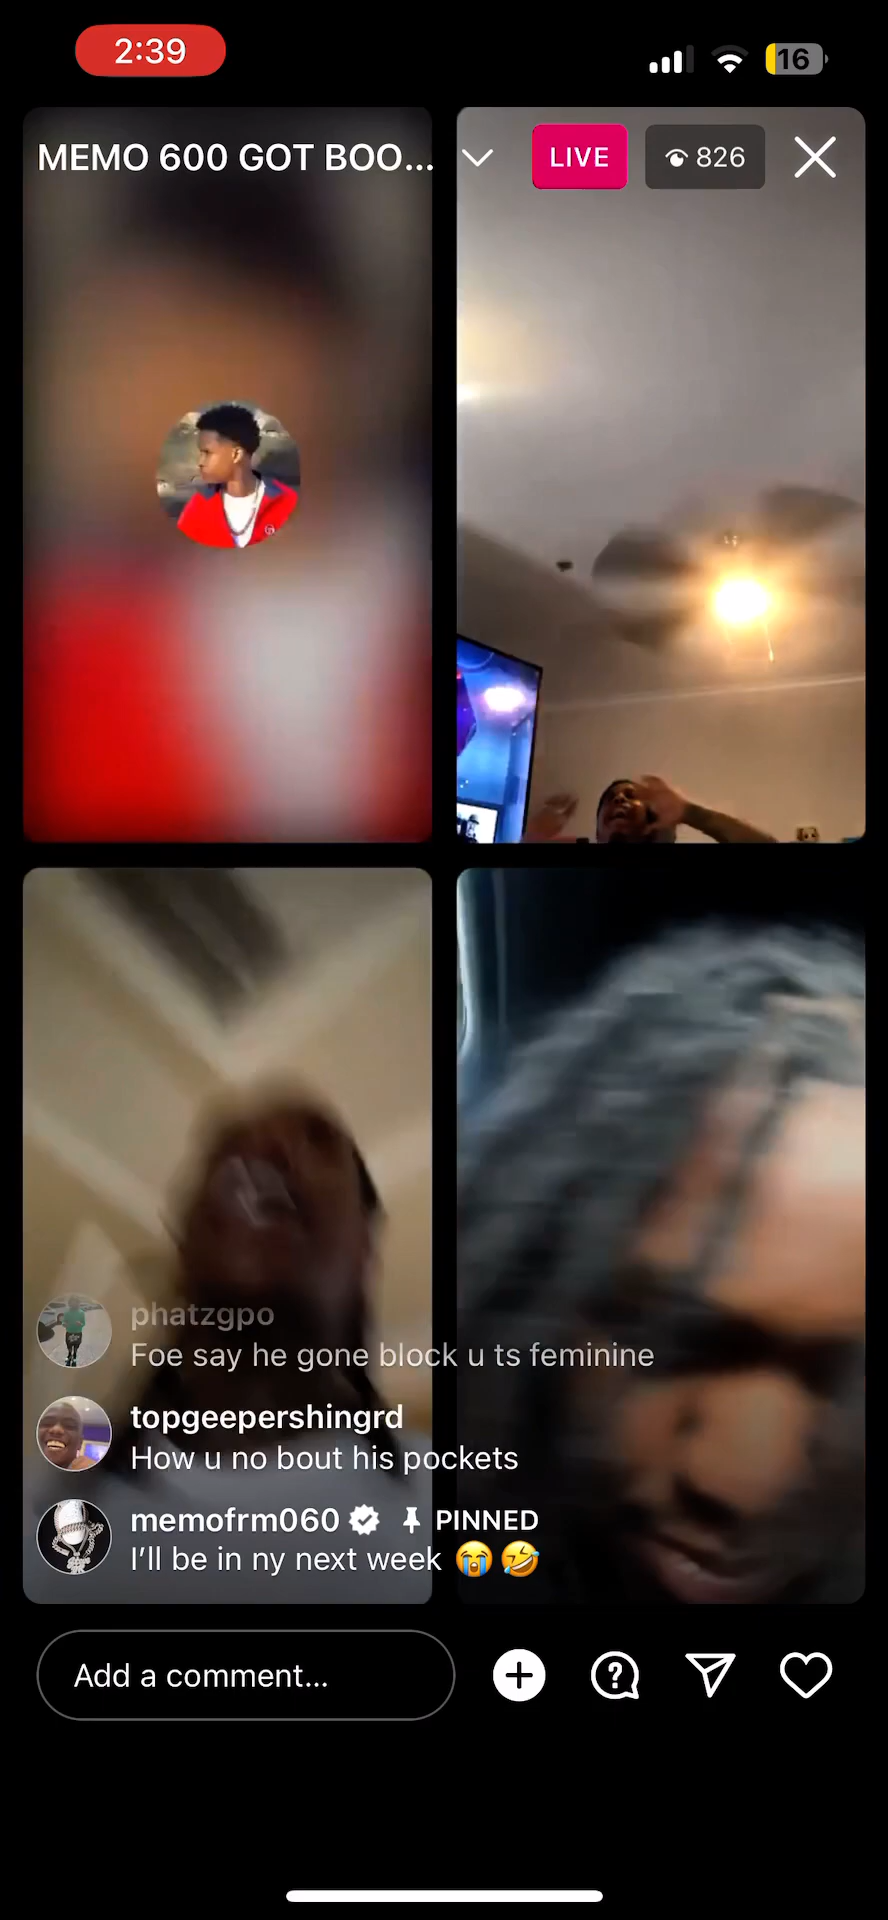 2:39
16
MEMO 600 GOT BOO...
LIVE
826
phatzgpo
Foe say he gone block u ts feminine
topgeepershingrd
How u no bout his pockets
memofrm060 PINNED
I’ll be in ny next week 😭 🤣
Add a comment...